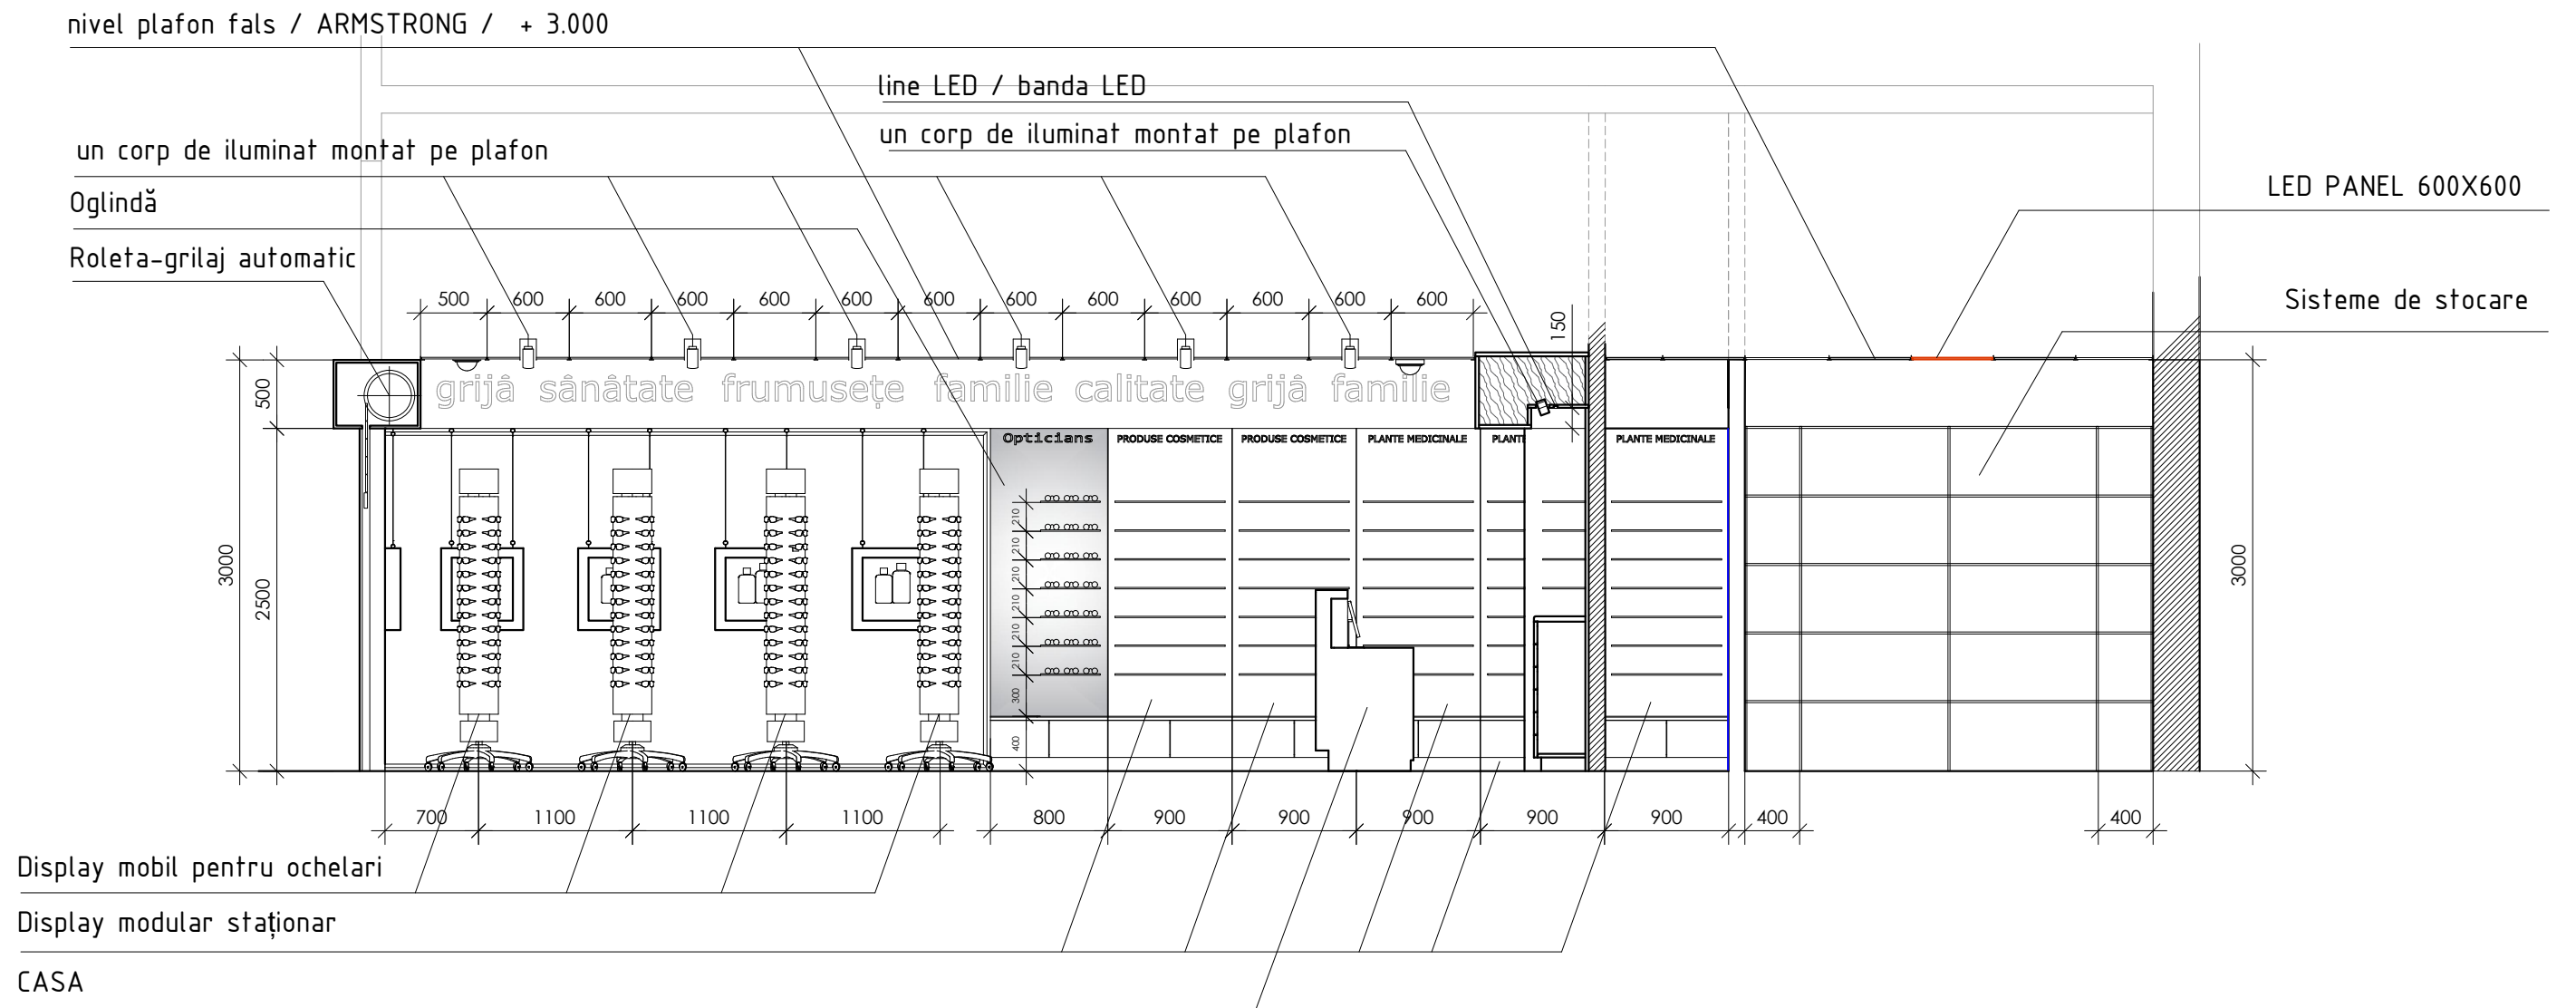 nivel plafon fals / ARMSTRONG / + 3.000
line LED / banda LED
un corp de iluminat montat pe plafon
un corp de iluminat montat pe plafon
LED PANEL 600X600
Oglindă
Roleta-grilaj automatic
Sisteme de stocare
500 600 600 600 600 600 600 600 600 600 600 600 600
150
grijă sănătate frumusețe familie calitate grijă familie
500
Opticians PRODUSE COSMETICE PRODUSE COSMETICE PLANTE MEDICINALE PLANTI PLANTE MEDICINALE
3000
2500
210
210
210
210
210
210
300
400
3000
700 1100 1100 1100 800 900 900 900 900 900 400 400
Display mobil pentru ochelari
Display modular staționar
CASA